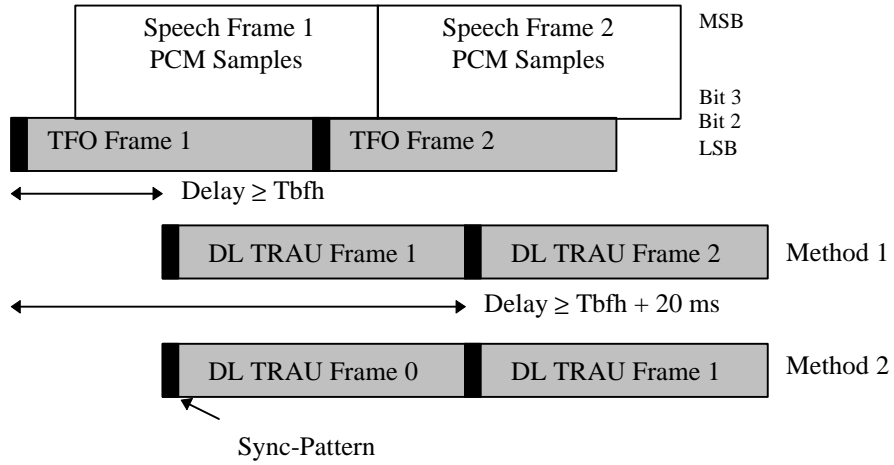 Speech Frame 1
PCM Samples
Speech Frame 2
PCM Samples
MSB
Bit 3
Bit 2
LSB
TFO Frame 1
TFO Frame 2
Delay ≥ Tbfh
DL TRAU Frame 1
DL TRAU Frame 2
Method 1
Delay ≥ Tbfh + 20 ms
DL TRAU Frame 0
DL TRAU Frame 1
Method 2
Sync-Pattern